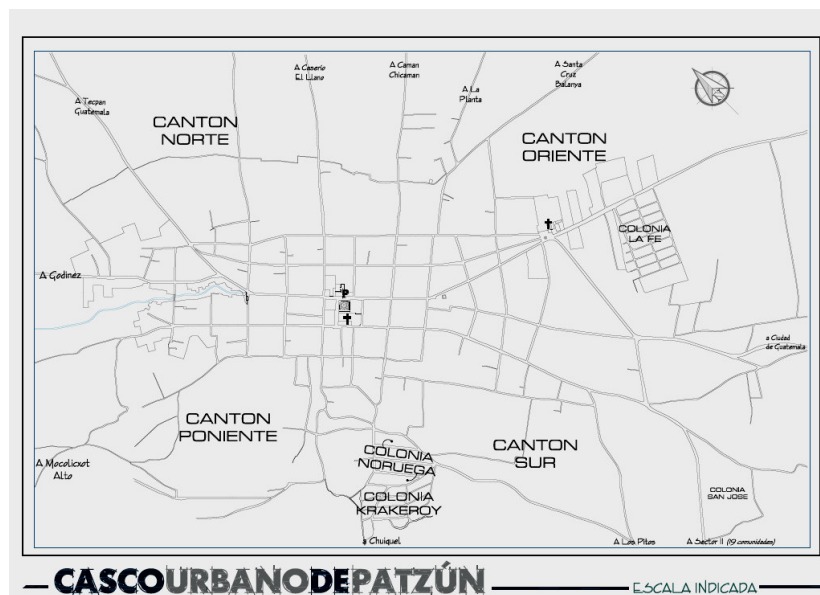 A Caserio
El Llano
A Carran
Chicaman
A Santa
Cruz
Balanya
A La
Planta
A Tecpan
Guatemala
CANTON
NORTE
CANTON
ORIENTE
COLONIA
LA FE
A Godinez
a Ciudad
de Guatemala
CANTON
PONIENTE
CANTON
SUR
COLONIA
NORUEGA
A Mocolicxot
Alto
COLONIA
KRAKEROY
COLONIA
SAN JOSE
a Chuiquel
A Los Pitos
A Sector II (19 comunidades)
CASCOURBANODEPATZÚN
ESCALA INDICADA